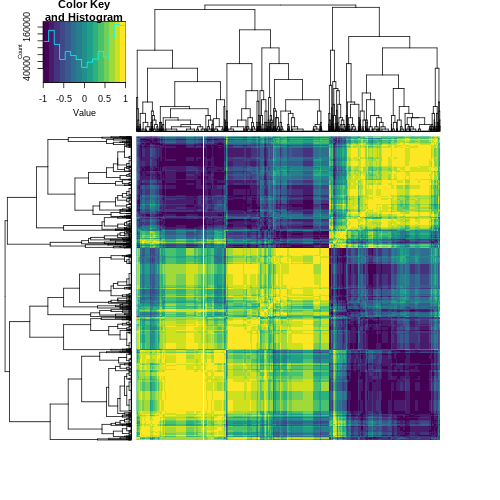 Color Key
and Histogram
Count
40000 160000
-1 -0.5 0 0.5 1
Value